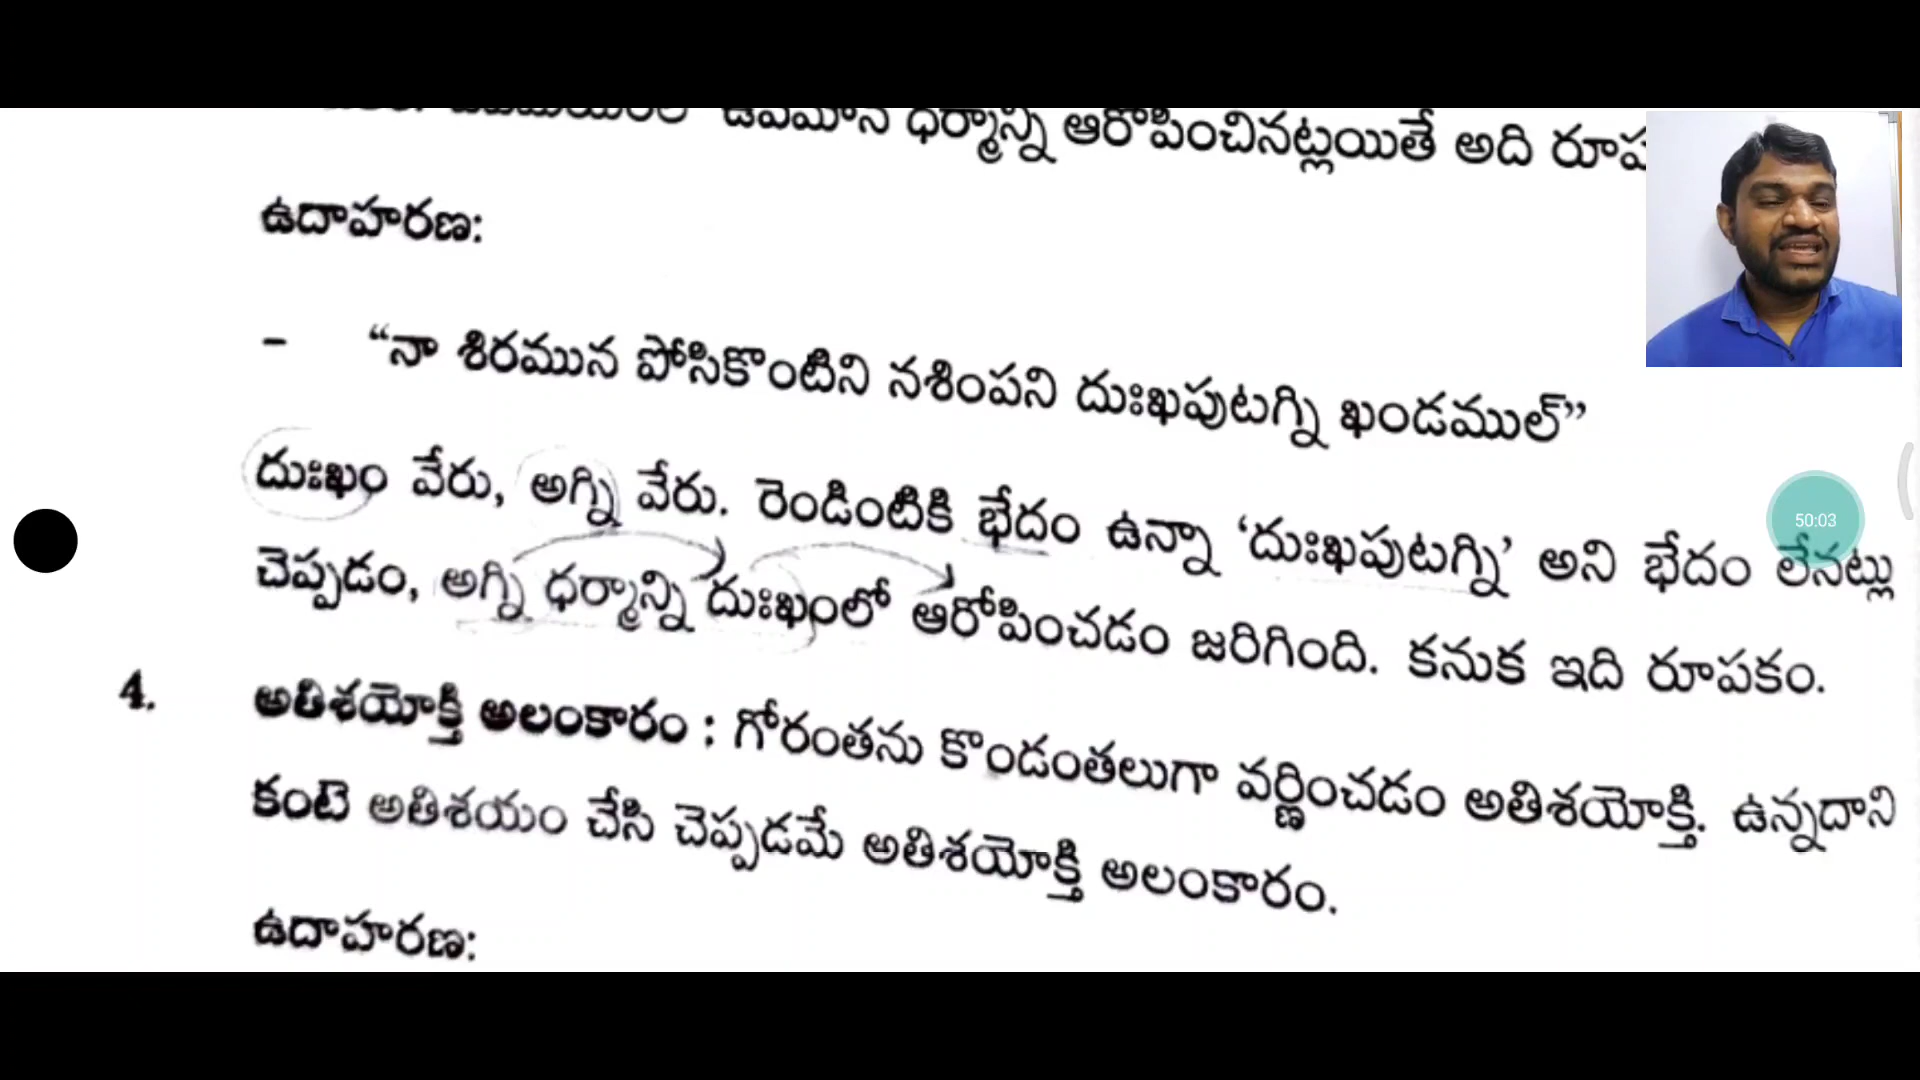 ఉపమాన ధర్మాన్ని ఆరోపించినట్లయితే అది
ఉదాహరణ:
- “నా శిరమున పోసికొంటిని నశింపని దుఃఖపుటగ్ని ఖండముల్”
దుఃఖం వేరు, అగ్ని వేరు. రెండింటికి భేదం ఉన్నా ‘దుఃఖపుటగ్ని’ అని భేదం లేనట్లు
చెప్పడం, అగ్ని ధర్మాన్ని దుఃఖంలో ఆరోపించడం జరిగింది. కనుక ఇది రూపకం.
4. అతిశయోక్తి అలంకారం : గోరంతను కొండంతలుగా వర్ణించడం అతిశయోక్తి. ఉన్నదాని
కంటె అతిశయం చేసి చెప్పడమే అతిశయోక్తి అలంకారం.
ఉదాహరణ:
50:03